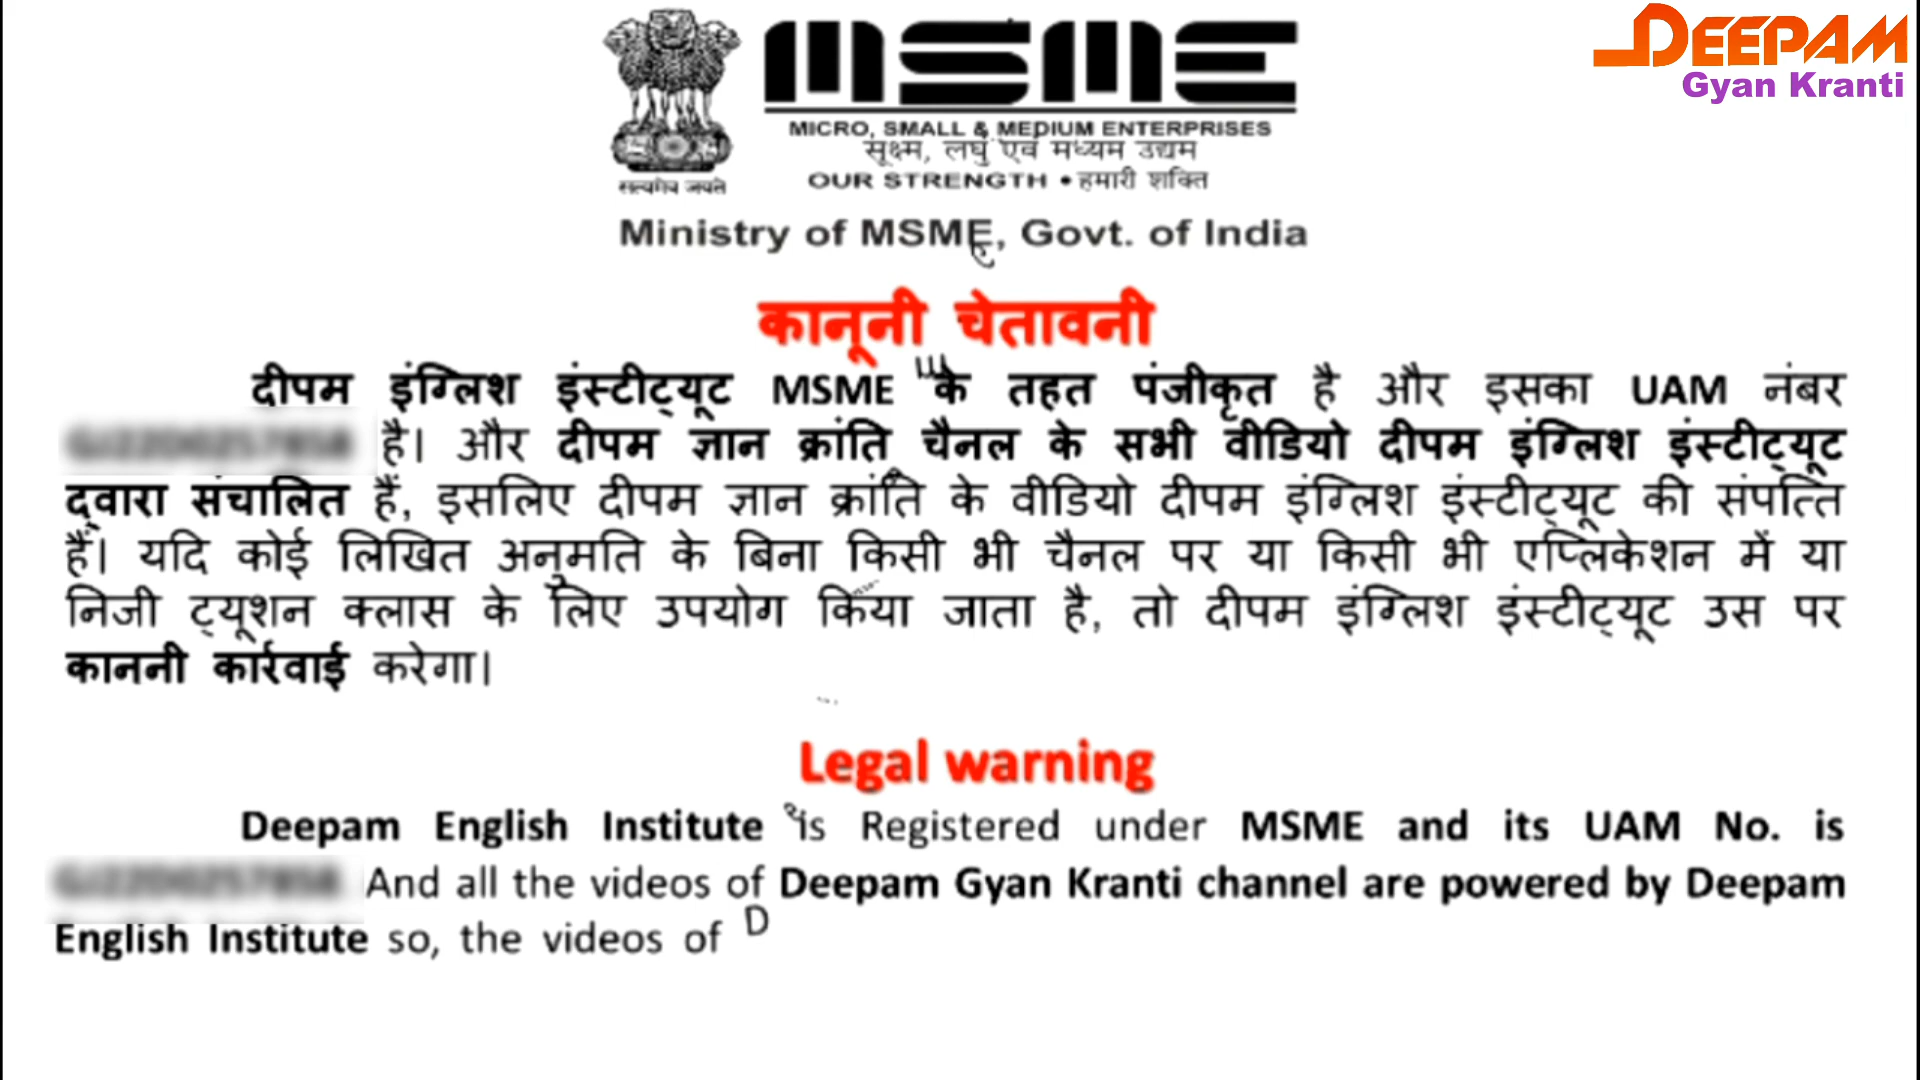 DEEPAM
Gyan Kranti
MSME
MICRO, SMALL & MEDIUM ENTERPRISES
सूक्ष्म, लघु एवं मध्यम उद्यम
OUR STRENGTH • हमारी शक्ति
सत्यमेव जयते
Ministry of MSME, Govt. of India
कानूनी चेतावनी
दीपम इंग्लिश इंस्टीट्यूट MSME के तहत पंजीकृत है और इसका UAM नंबर
है। और दीपम ज्ञान क्रांति चैनल के सभी वीडियो दीपम इंग्लिश इंस्टीट्यूट
द्वारा संचालित हैं, इसलिए दीपम ज्ञान क्रांति के वीडियो दीपम इंग्लिश इंस्टीट्यूट की संपत्ति
हैं। यदि कोई लिखित अनुमति के बिना किसी भी चैनल पर या किसी भी एप्लिकेशन में या
निजी ट्यूशन क्लास के लिए उपयोग किया जाता है, तो दीपम इंग्लिश इंस्टीट्यूट उस पर
काननी कार्रवाई करेगा।
Legal warning
Deepam English Institute is Registered under MSME and its UAM No. is
And all the videos of Deepam Gyan Kranti channel are powered by Deepam
English Institute so, the videos of D